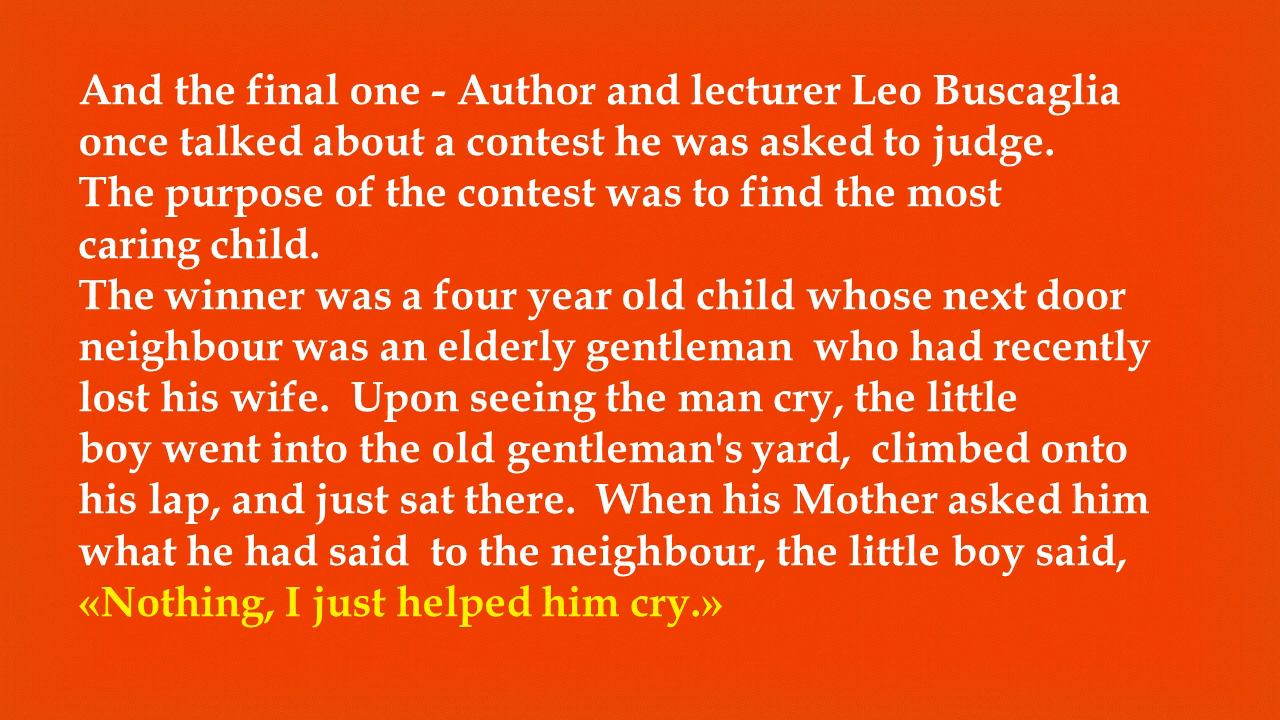 And the final one - Author and lecturer Leo Buscaglia
once talked about a contest he was asked to judge.
The purpose of the contest was to find the most
caring child.
The winner was a four year old child whose next door
neighbour was an elderly gentleman  who had recently
lost his wife.  Upon seeing the man cry, the little
boy went into the old gentleman's yard,  climbed onto
his lap, and just sat there.  When his Mother asked him
what he had said  to the neighbour, the little boy said,
«Nothing, I just helped him cry.»